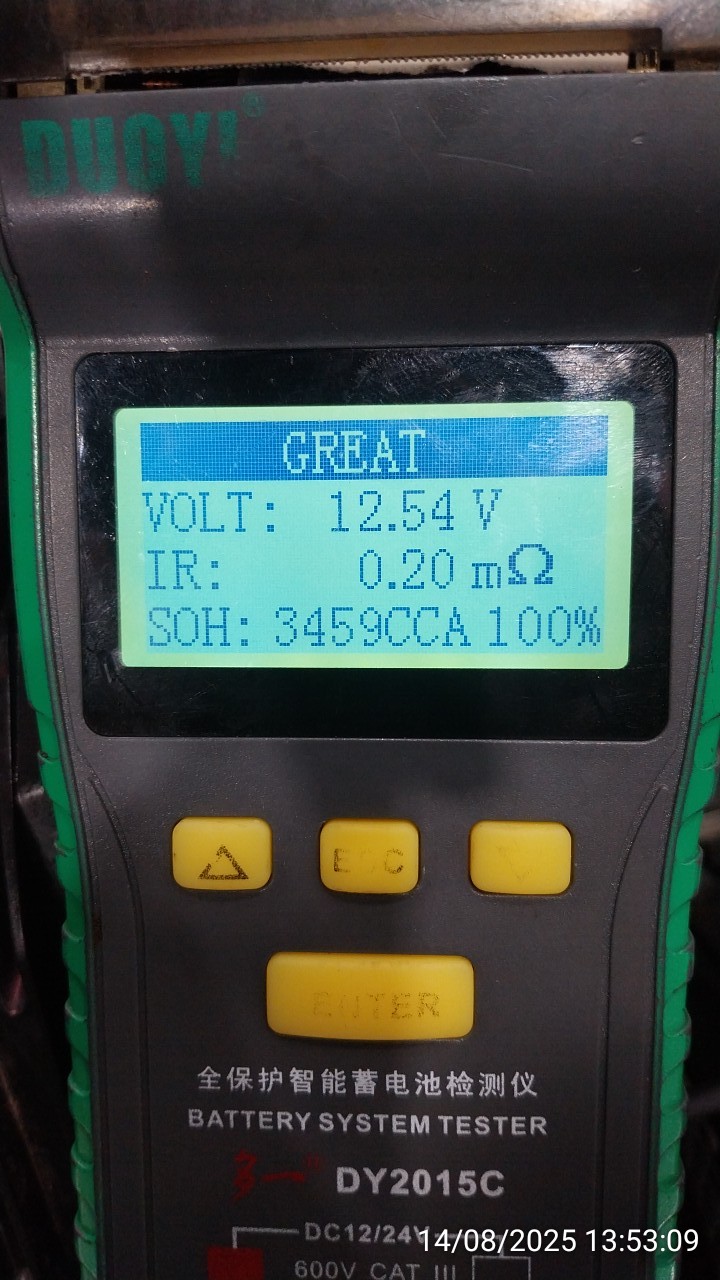 DUOYI®
GREAT
VOLT: 12.54 V
IR: 0.20 mΩ
SOH: 3459CCA 100%
ESC
ENTER
全保护智能蓄电池检测仪
BATTERY SYSTEM TESTER
多一® DY2015C
DC12/24V
14/08/2025 13:53:09
600V CAT III